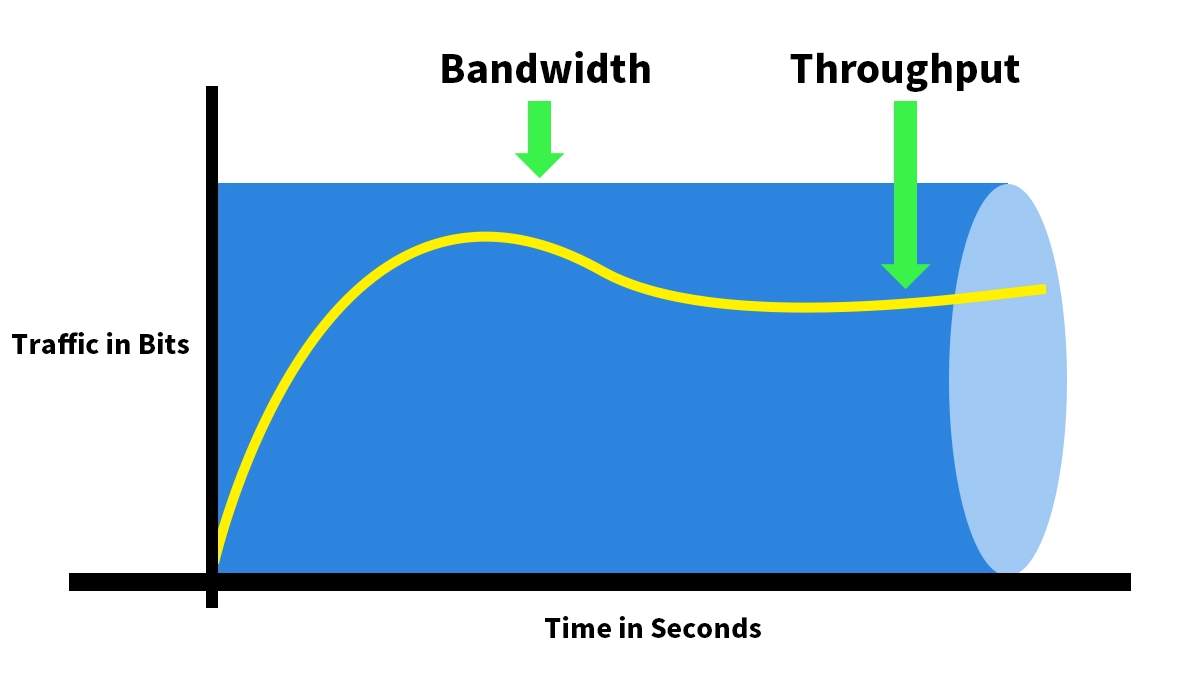 Bandwidth
Throughput
Traffic in Bits
Time in Seconds